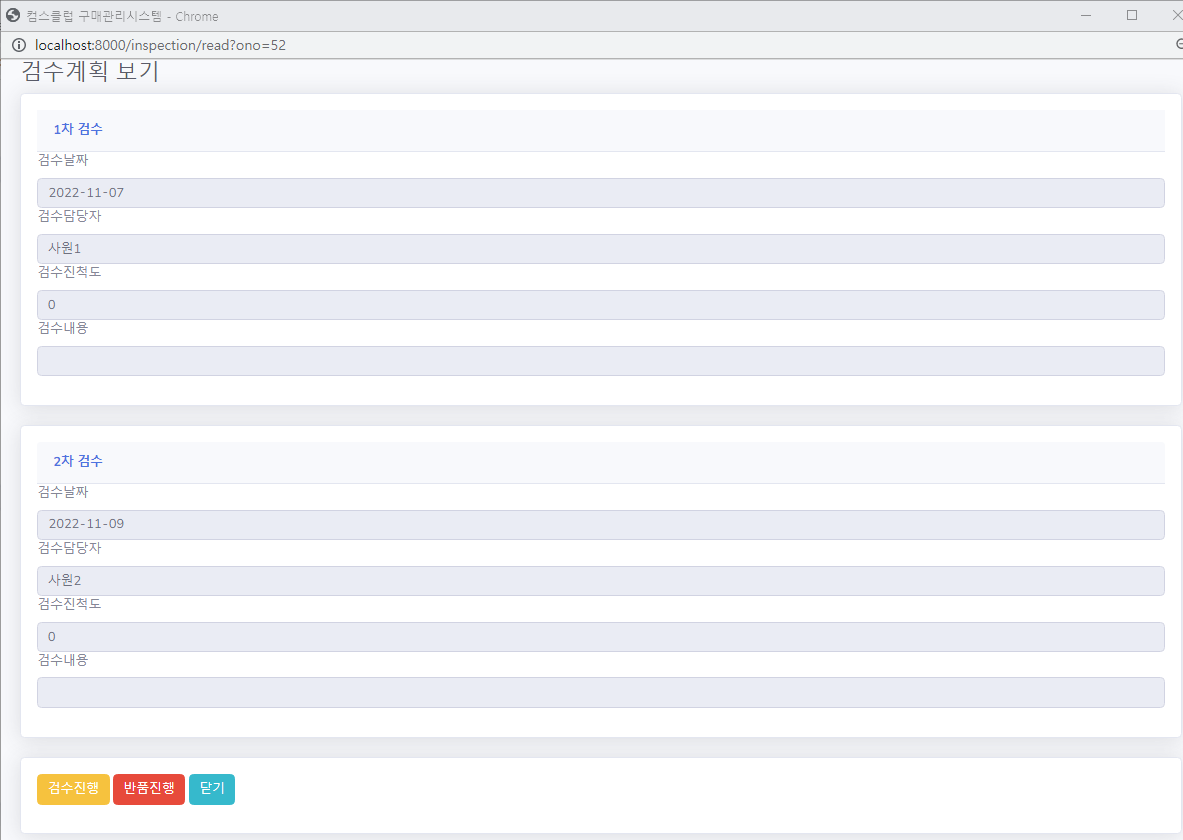 컴스클럽 구매관리시스템 - Chrome
localhost:8000/inspection/read?ono=52
검수계획 보기
1차 검수
검수날짜
2022-11-07
검수담당자
사원1
검수진척도
0
검수내용
2차 검수
검수날짜
2022-11-09
검수담당자
사원2
검수진척도
0
검수내용
검수진행 반품진행 닫기